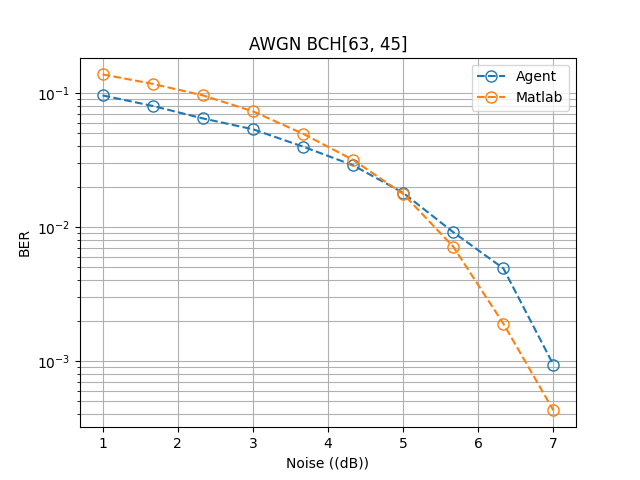 AWGN BCH[63, 45]
Agent
Matlab
10⁻¹
10⁻²
10⁻³
BER
1 2 3 4 5 6 7
Noise ((dB))